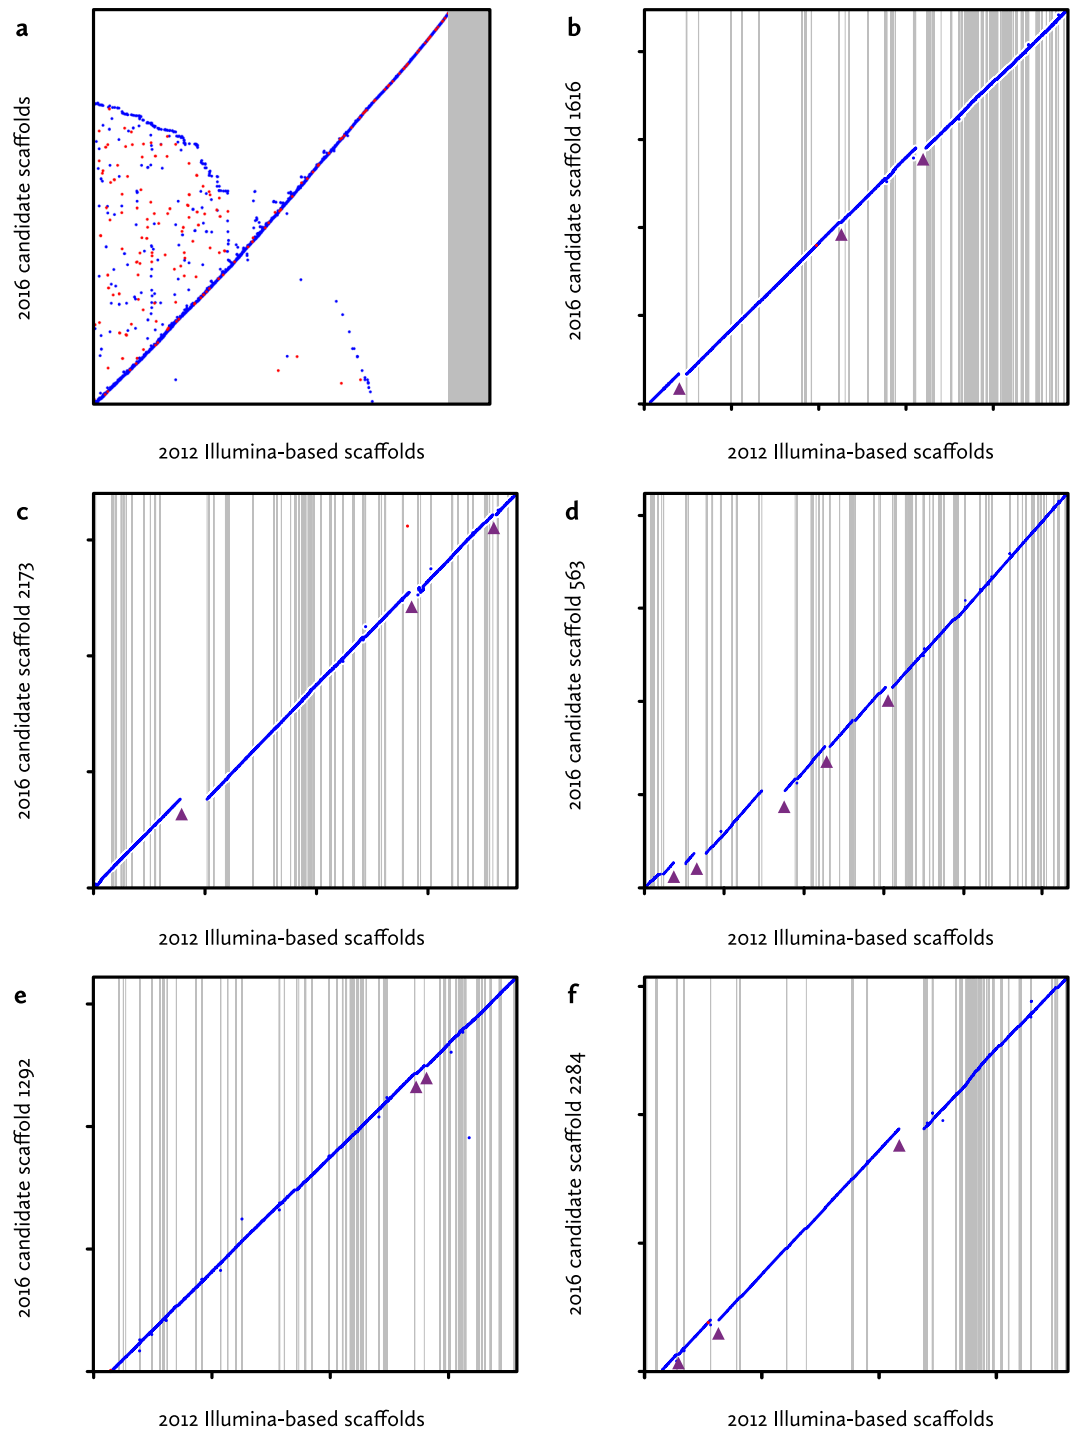 a
2016 candidate scaffolds
2012 Illumina-based scaffolds
b
2016 candidate scaffold 1616
2012 Illumina-based scaffolds
c
2016 candidate scaffold 2173
2012 Illumina-based scaffolds
d
2016 candidate scaffold 563
2012 Illumina-based scaffolds
e
2016 candidate scaffold 1292
2012 Illumina-based scaffolds
f
2016 candidate scaffold 2284
2012 Illumina-based scaffolds